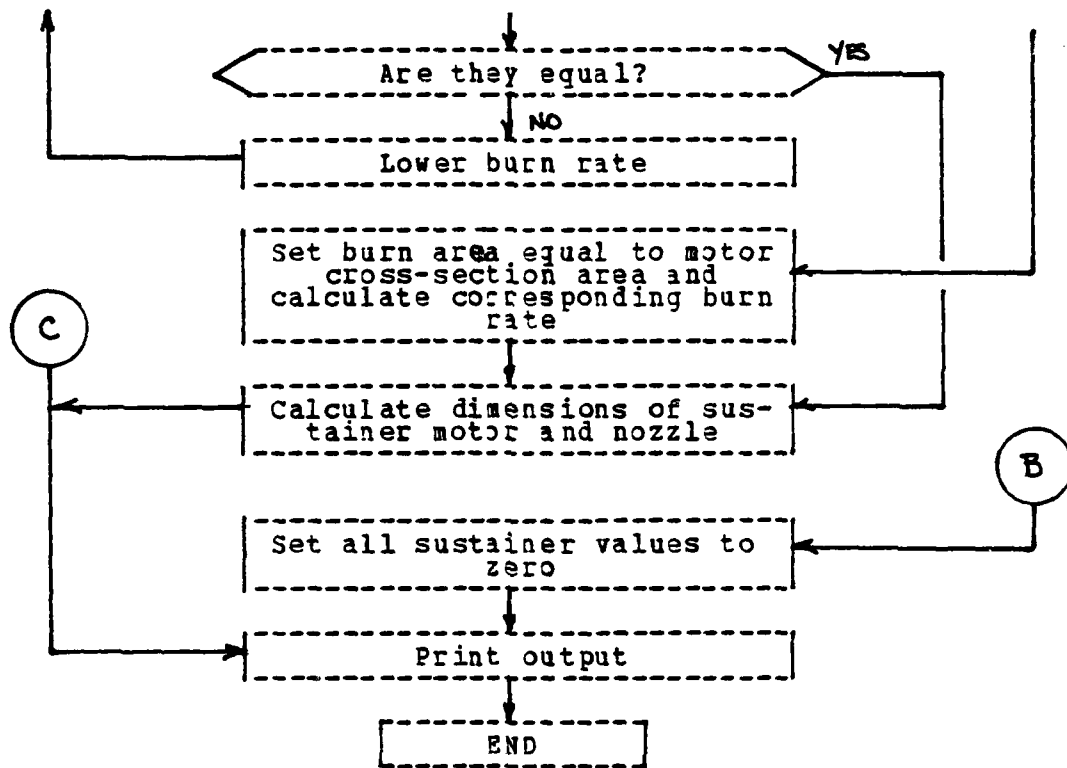 Are they equal?
YES
NO
Lower burn rate
Set burn area equal to motor
cross-section area and
calculate corresponding burn
rate
C
Calculate dimensions of sus-
tainer motor and nozzle
B
Set all sustainer values to
zero
Print output
END